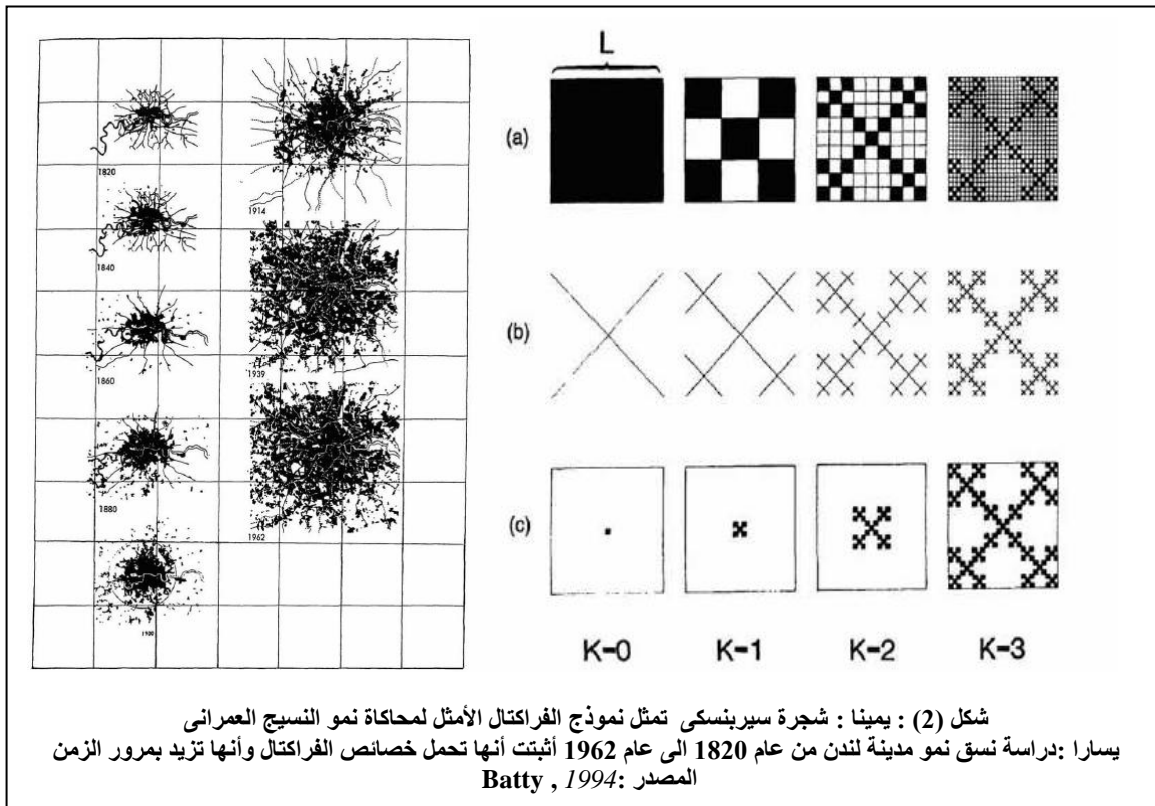 L
(a)
(b)
(c)
K-0 K-1 K-2 K-3
1820
1840
1860
1880
1900
1914
1939
1962
شكل (2) : يمينا : شجرة سيربنسكى تمثل نموذج الفراكتال الأمثل لمحاكاة نمو النسيج العمرانى
يسارا :دراسة نسق نمو مدينة لندن من عام 1820 الى عام 1962 أثبتت أنها تحمل خصائص الفراكتال وأنها تزيد بمرور الزمن
المصدر :Batty , 1994